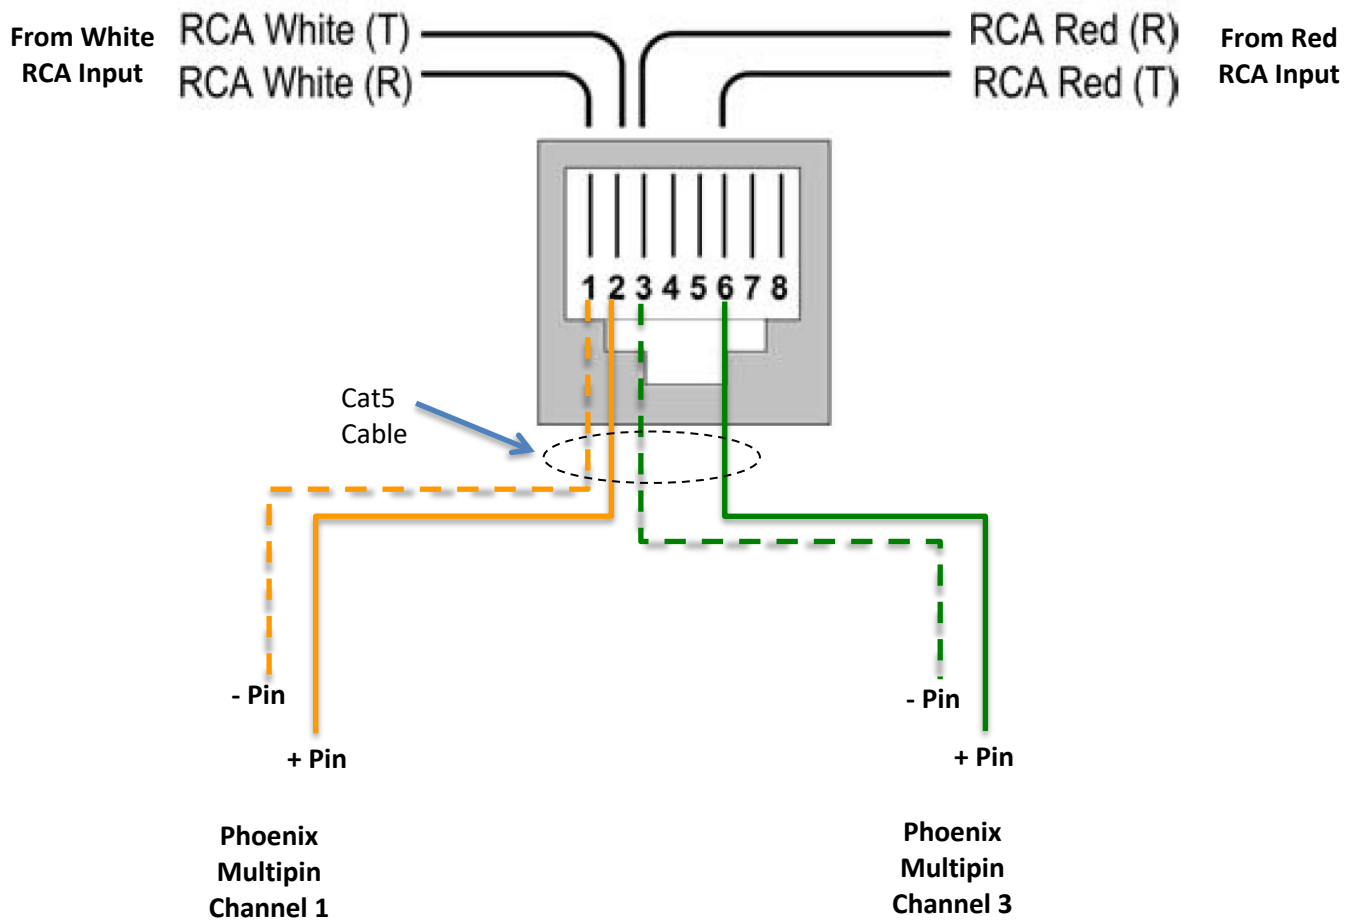 From White
RCA Input
RCA White (T)
RCA White (R)
RCA Red (R)
RCA Red (T)
From Red
RCA Input
1 2 3 4 5 6 7 8
Cat5
Cable
- Pin
+ Pin
- Pin
+ Pin
Phoenix
Multipin
Channel 1
Phoenix
Multipin
Channel 3